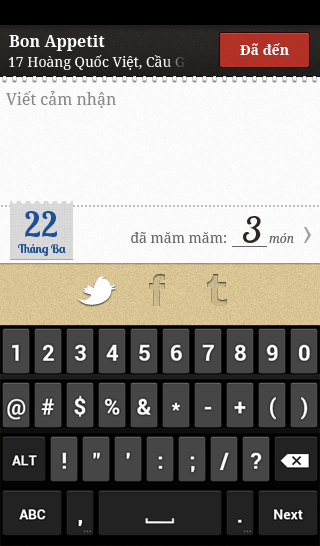 Bon Appetit
17 Hoàng Quốc Việt, Cầu G
Đã đến
Viết cảm nhận
22
Tháng Ba
đã măm măm: 3 món
1 2 3 4 5 6 7 8 9 0
@ # $ % & * - + ( )
ALT ! " ' : ; / ?
ABC , . Next